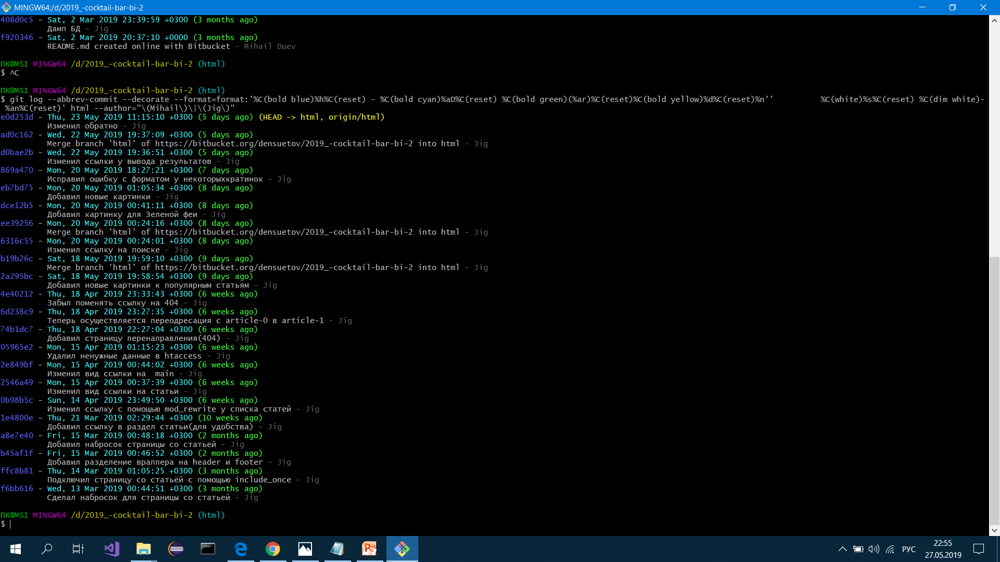 MINGW64:/d/2019_-cocktail-bar-bi-2
408d0c5 - Sat, 2 Mar 2019 23:39:59 +0300 (3 months ago)
Дамп БД - Jig
f920346 - Sat, 2 Mar 2019 20:37:10 +0000 (3 months ago)
README.md created online with Bitbucket - Mihail Duev
ПК@MSI MINGW64 /d/2019_-cocktail-bar-bi-2 (html)
$ ^C
ПК@MSI MINGW64 /d/2019_-cocktail-bar-bi-2 (html)
$ git log --abbrev-commit --decorate --format=format:'%C(bold blue)%h%C(reset) - %C(bold cyan)%aD%C(reset) %C(bold green)(%ar)%C(reset)%C(bold yellow)%d%C(reset)%n''          %C(white)%s%C(reset) %C(dim white)-
%an%C(reset)' html --author="\(Mihail\)\|\(Jig\)"
e0d253d - Thu, 23 May 2019 11:15:10 +0300 (5 days ago) (HEAD -> html, origin/html)
Изменил обратно - Jig
ad0c162 - Wed, 22 May 2019 19:37:09 +0300 (5 days ago)
Merge branch 'html' of https://bitbucket.org/densuetov/2019_-cocktail-bar-bi-2 into html - Jig
d0bae2b - Wed, 22 May 2019 19:36:51 +0300 (5 days ago)
Изменил ссылки у вывода результатов - Jig
869a470 - Mon, 20 May 2019 18:27:21 +0300 (7 days ago)
Исправил ошибку с форматом у некоторыхкратинок - Jig
eb7bd75 - Mon, 20 May 2019 01:05:34 +0300 (8 days ago)
Добавил новые картинки - Jig
dce12b5 - Mon, 20 May 2019 00:41:11 +0300 (8 days ago)
Добавил картинку для Зеленой феи - Jig
ee39256 - Mon, 20 May 2019 00:24:16 +0300 (8 days ago)
Merge branch 'html' of https://bitbucket.org/densuetov/2019_-cocktail-bar-bi-2 into html - Jig
6316c55 - Mon, 20 May 2019 00:24:01 +0300 (8 days ago)
Изменил ссылку на поиске - Jig
b19b26c - Sat, 18 May 2019 19:59:10 +0300 (9 days ago)
Merge branch 'html' of https://bitbucket.org/densuetov/2019_-cocktail-bar-bi-2 into html - Jig
2a295bc - Sat, 18 May 2019 19:58:54 +0300 (9 days ago)
Добавил новые картинки к популярным статьям - Jig
4e40212 - Thu, 18 Apr 2019 23:33:43 +0300 (6 weeks ago)
Забыл поменять ссылку на 404 - Jig
6d238c9 - Thu, 18 Apr 2019 23:27:35 +0300 (6 weeks ago)
Теперь осуществляется переодресация с article-0 в article-1 - Jig
74b1dc7 - Thu, 18 Apr 2019 22:27:04 +0300 (6 weeks ago)
Добавил страницу перенаправления(404) - Jig
05965e2 - Mon, 15 Apr 2019 01:15:23 +0300 (6 weeks ago)
Удалил ненужные данные в htaccess - Jig
2e849bf - Mon, 15 Apr 2019 00:44:02 +0300 (6 weeks ago)
Изменил вид ссылки на  main - Jig
2546a49 - Mon, 15 Apr 2019 00:37:39 +0300 (6 weeks ago)
Изменил вид ссылки на статьи - Jig
0b98b5c - Sun, 14 Apr 2019 23:49:50 +0300 (6 weeks ago)
Изменил ссылку с помощью mod_rewrite у списка статей - Jig
1e4800e - Thu, 21 Mar 2019 02:29:44 +0300 (10 weeks ago)
Добавил ссылку в раздел статьи(для удобства) - Jig
a8e7e40 - Fri, 15 Mar 2019 00:48:18 +0300 (2 months ago)
Добавил набросок страницы со статьей - Jig
b45af1f - Fri, 15 Mar 2019 00:46:52 +0300 (2 months ago)
Добавил разделение враппера на header и footer - Jig
ffc8b81 - Thu, 14 Mar 2019 01:05:25 +0300 (3 months ago)
Подключил страницу со статьёй с помощью include_once - Jig
f6bb616 - Wed, 13 Mar 2019 00:44:51 +0300 (3 months ago)
Сделал набросок для страницы со статьей - Jig
ПК@MSI MINGW64 /d/2019_-cocktail-bar-bi-2 (html)
$
РУС
22:55
27.05.2019